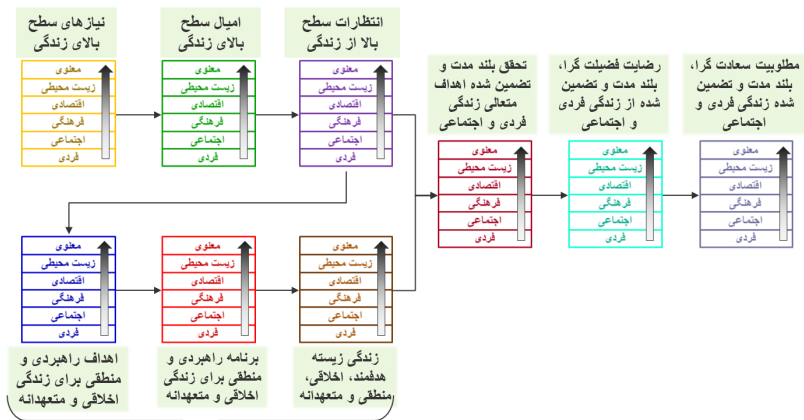 نیازهای سطح
بالای زندگی
معنوی
زیست محیطی
اقتصادی
فرهنگی
اجتماعی
فردی
امیال سطح
بالای زندگی
معنوی
زیست محیطی
اقتصادی
فرهنگی
اجتماعی
فردی
انتظارات سطح
بالا از زندگی
معنوی
زیست محیطی
اقتصادی
فرهنگی
اجتماعی
فردی
تحقق بلند مدت و
تضمین شده اهداف
متعالی زندگی
فردی و اجتماعی
معنوی
زیست محیطی
اقتصادی
فرهنگی
اجتماعی
فردی
رضایت فضیلت گرا،
بلند مدت و تضمین
شده از زندگی فردی
و اجتماعی
معنوی
زیست محیطی
اقتصادی
فرهنگی
اجتماعی
فردی
مطلوبیت سعادت گرا،
بلند مدت و تضمین
شده زندگی فردی و
اجتماعی
معنوی
زیست محیطی
اقتصادی
فرهنگی
اجتماعی
فردی
معنوی
زیست محیطی
اقتصادی
فرهنگی
اجتماعی
فردی
اهداف راهبردی و
منطقی برای زندگی
اخلاقی و متعهدانه
معنوی
زیست محیطی
اقتصادی
فرهنگی
اجتماعی
فردی
برنامه راهبردی و
منطقی برای زندگی
اخلاقی و متعهدانه
معنوی
زیست محیطی
اقتصادی
فرهنگی
اجتماعی
فردی
زندگی زیسته
هدفمند، اخلاقی،
منطقی و متعهدانه